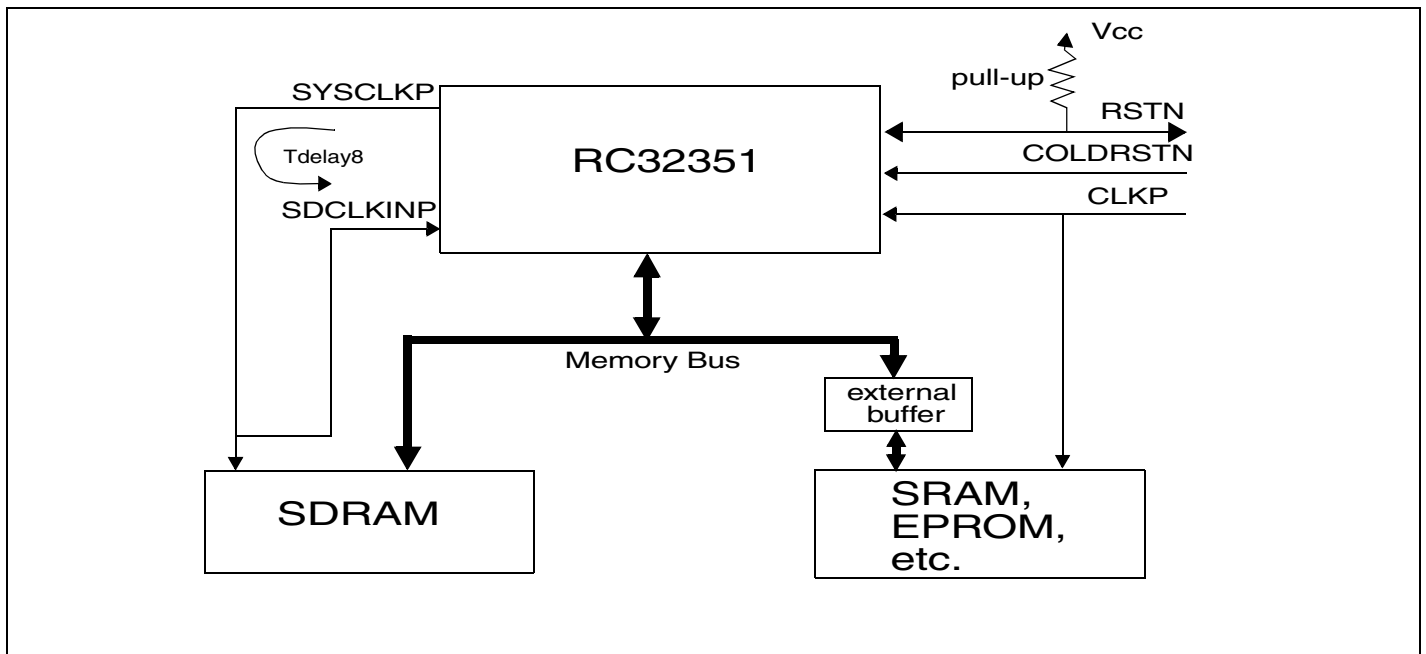 Vcc
pull-up
SYSCLKP
RSTN
Tdelay8
RC32351
COLDRSTN
CLKP
SDCLKINP
Memory Bus
external
buffer
SDRAM
SRAM,
EPROM,
etc.